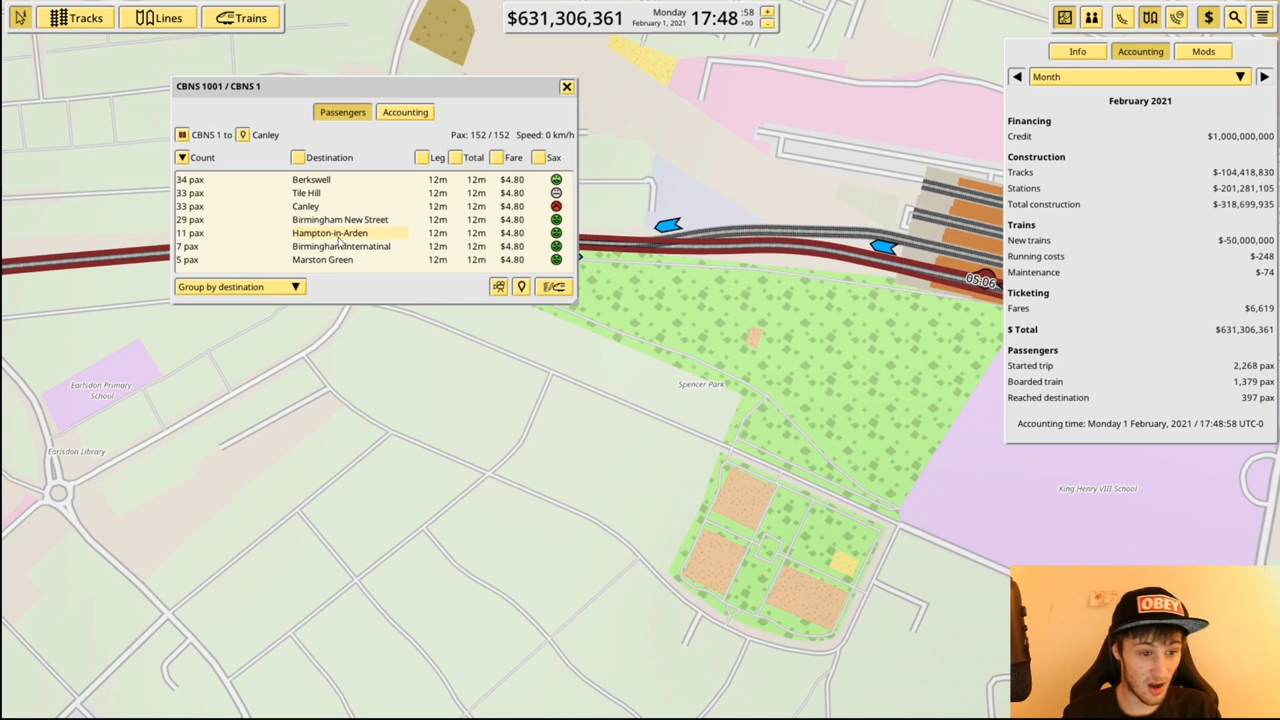 Tracks Lines Trains
$631,306,361 Monday February 1, 2021 17:48 :58 +00 + -
CBNS 1001 / CBNS 1
Passengers Accounting
CBNS 1 to Canley Pax: 152 / 152 Speed: 0 km/h
Count Destination Leg Total Fare Sax
34 pax Berkswell 12m 12m $4.80
33 pax Tile Hill 12m 12m $4.80
33 pax Canley 12m 12m $4.80
29 pax Birmingham New Street 12m 12m $4.80
11 pax Hampton-in-Arden 12m 12m $4.80
7 pax Birmingham Internatinal 12m 12m $4.80
5 pax Marston Green 12m 12m $4.80
Group by destination
Info Accounting Mods
Month
February 2021
Financing
Credit $1,000,000,000
Construction
Tracks $-104,418,830
Stations $-201,281,105
Total construction $-318,699,935
Trains
New trains $-50,000,000
Running costs $-248
Maintenance $-74
Ticketing
Fares $6,619
$ Total $631,306,361
Passengers
Started trip 2,268 pax
Boarded train 1,379 pax
Reached destination 397 pax
Accounting time: Monday 1 February, 2021 / 17:48:58 UTC-0
05:06
Earlsdon Primary
School
Earlsdon Library
Spencer Park
King Henry VIII School
OBEY